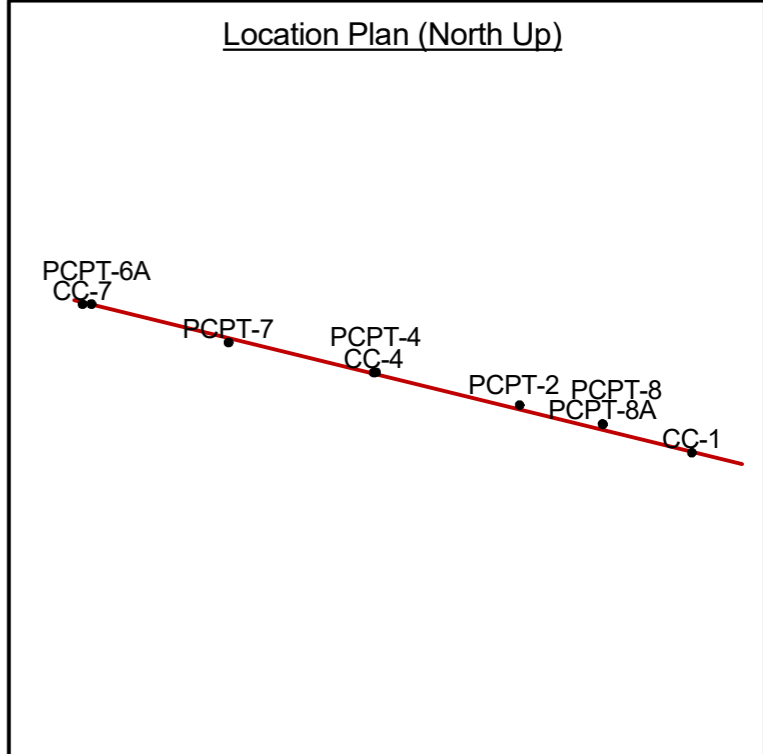 Location Plan (North Up)
PCPT-6A
CC-7
PCPT-7
PCPT-4
CC-4
PCPT-2
PCPT-8
PCPT-8A
CC-1